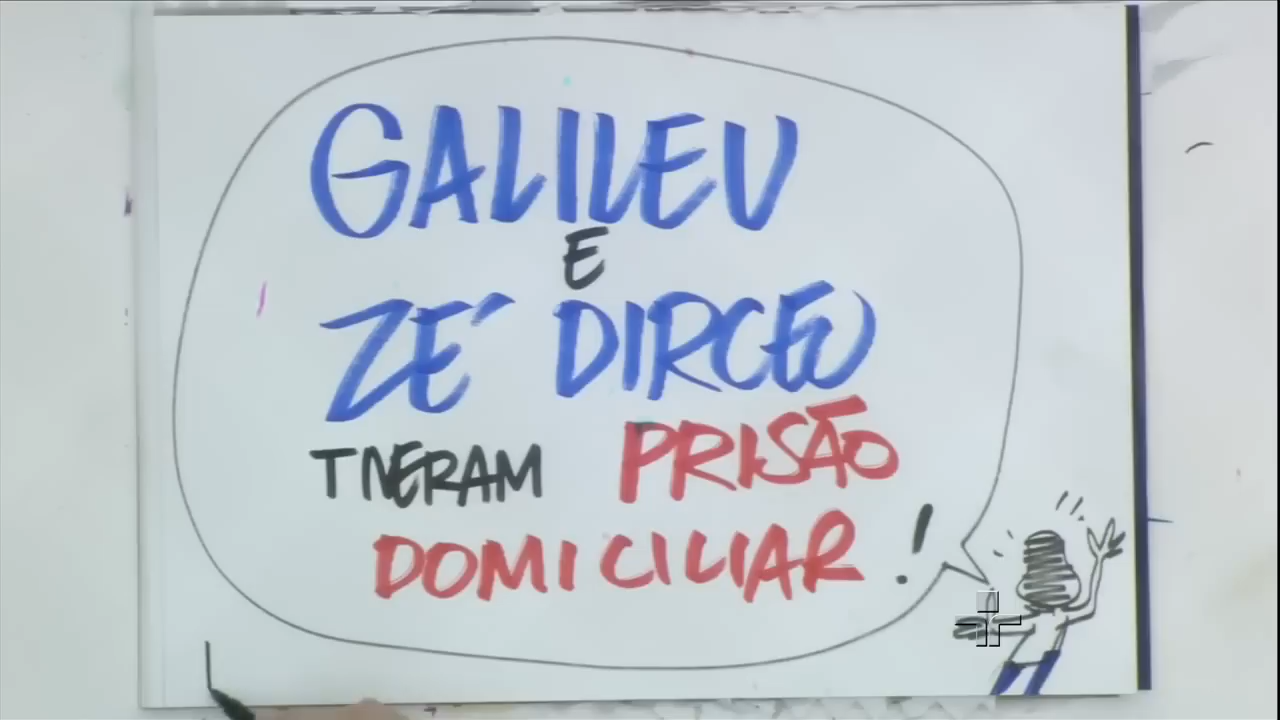 GALILEU
E
ZÉ DIRCEU
TIVERAM PRISÃO
DOMICILIAR!